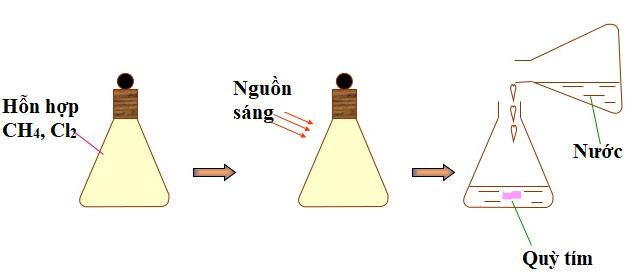 Hỗn hợp
CH₄, Cl₂
Nguồn
sáng
Nước
Quỳ tím